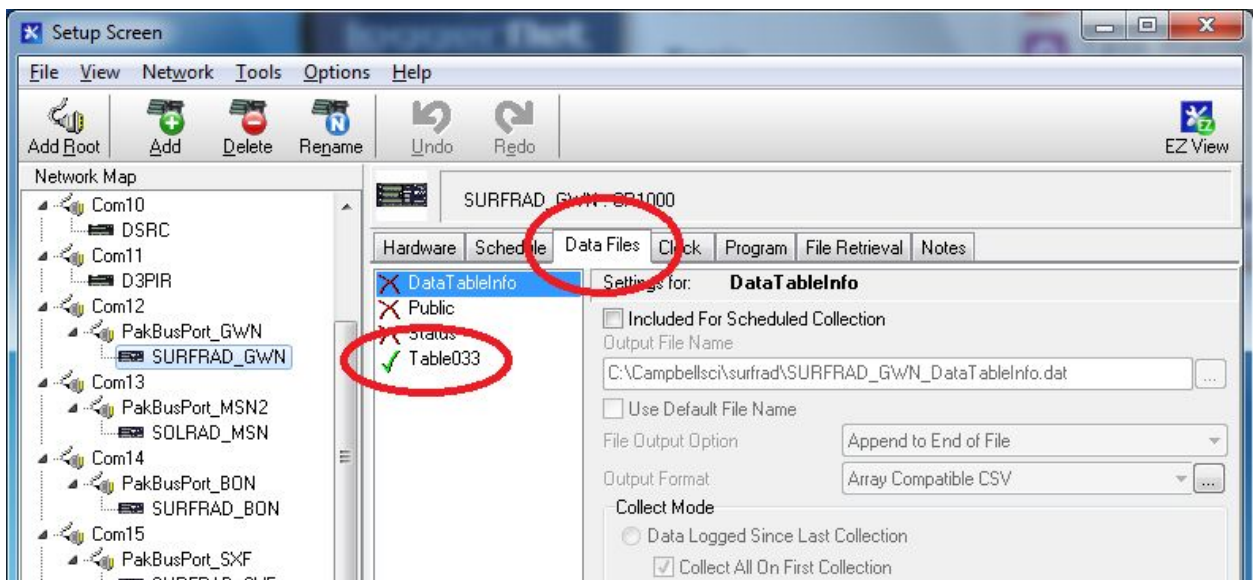 Setup Screen
File View Network Tools Options Help
Add Root Add Delete Rename Undo Redo EZ View
Network Map
Com10
DSRC
Com11
D3PIR
Com12
PakBusPort_GWN
SURFRAD_GWN
Com13
PakBusPort_MSN2
SOLRAD_MSN
Com14
PakBusPort_BON
SURFRAD_BON
Com15
PakBusPort_SXF
SURFRAD_GWN : CR1000
Hardware Schedule Data Files Clock Program File Retrieval Notes
DataTableInfo
Public
Status
Table033
Settings for: DataTableInfo
Included For Scheduled Collection
Output File Name
C:\Campbellsci\surfrad\SURFRAD_GWN_DataTableInfo.dat
...
Use Default File Name
File Output Option Append to End of File
Output Format Array Compatible CSV ...
Collect Mode
Data Logged Since Last Collection
Collect All On First Collection